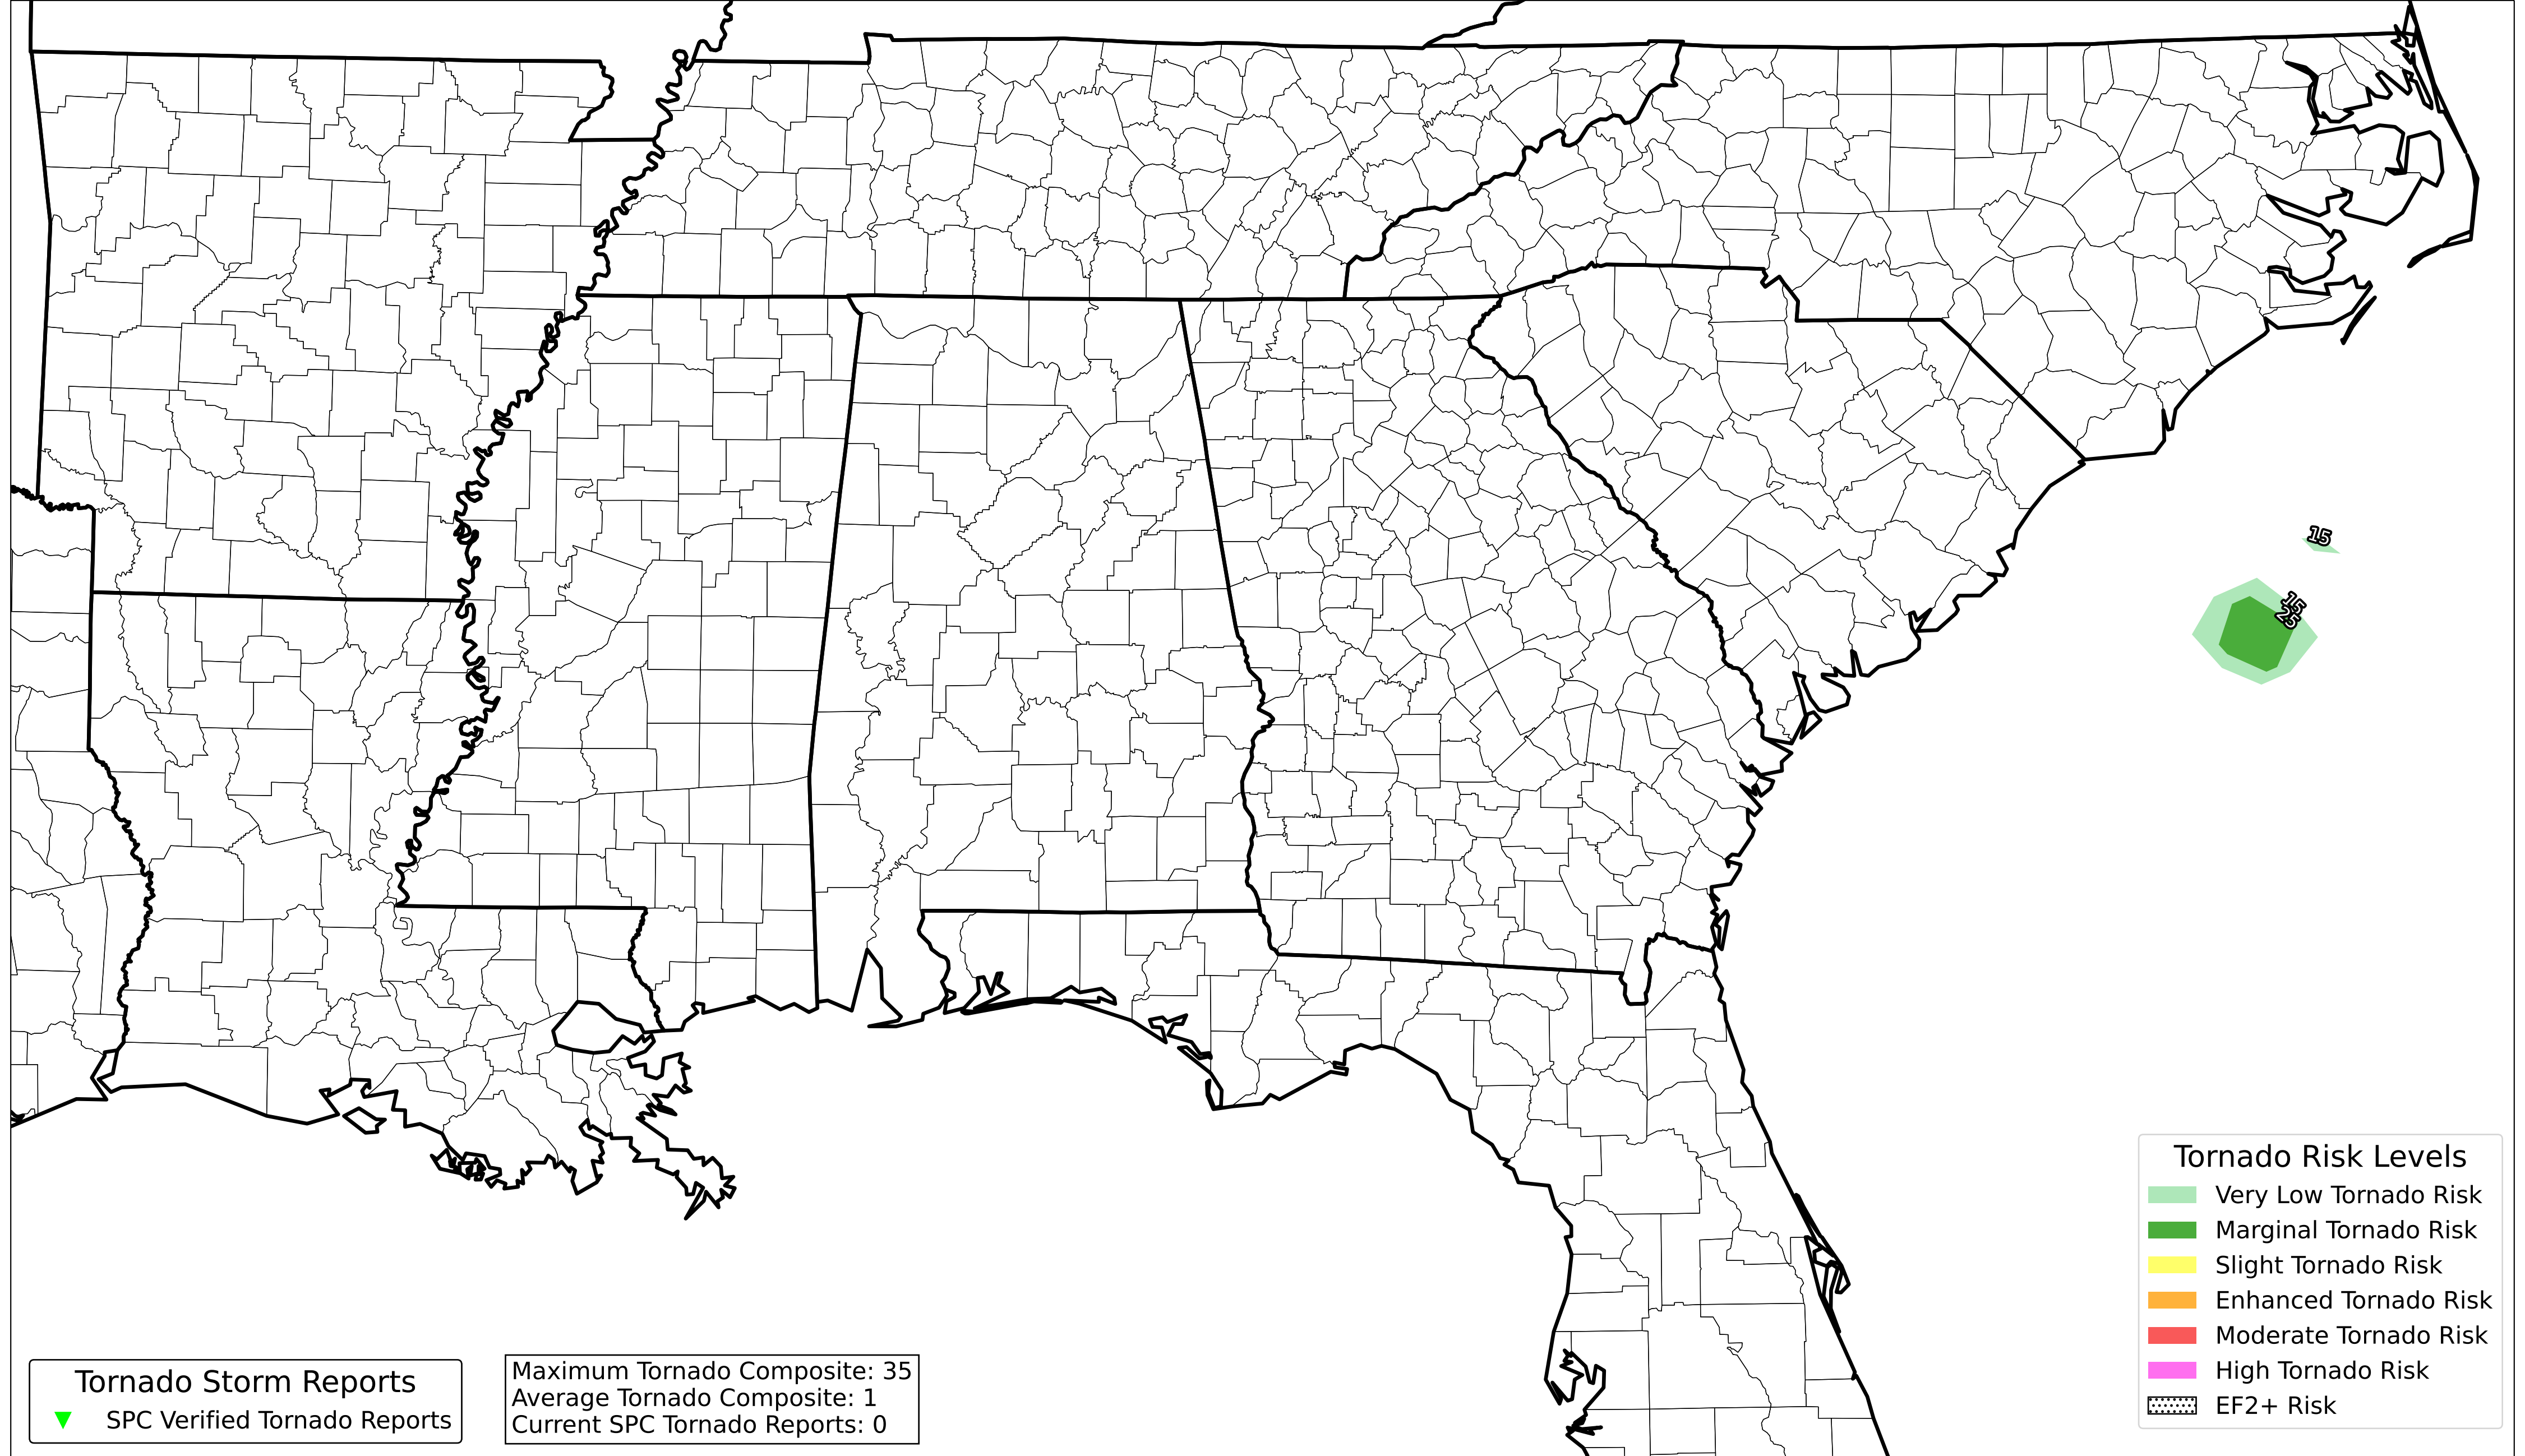 15
15
25
Tornado Risk Levels
Very Low Tornado Risk
Marginal Tornado Risk
Slight Tornado Risk
Enhanced Tornado Risk
Moderate Tornado Risk
High Tornado Risk
EF2+ Risk
Tornado Storm Reports
SPC Verified Tornado Reports
Maximum Tornado Composite: 35
Average Tornado Composite: 1
Current SPC Tornado Reports: 0